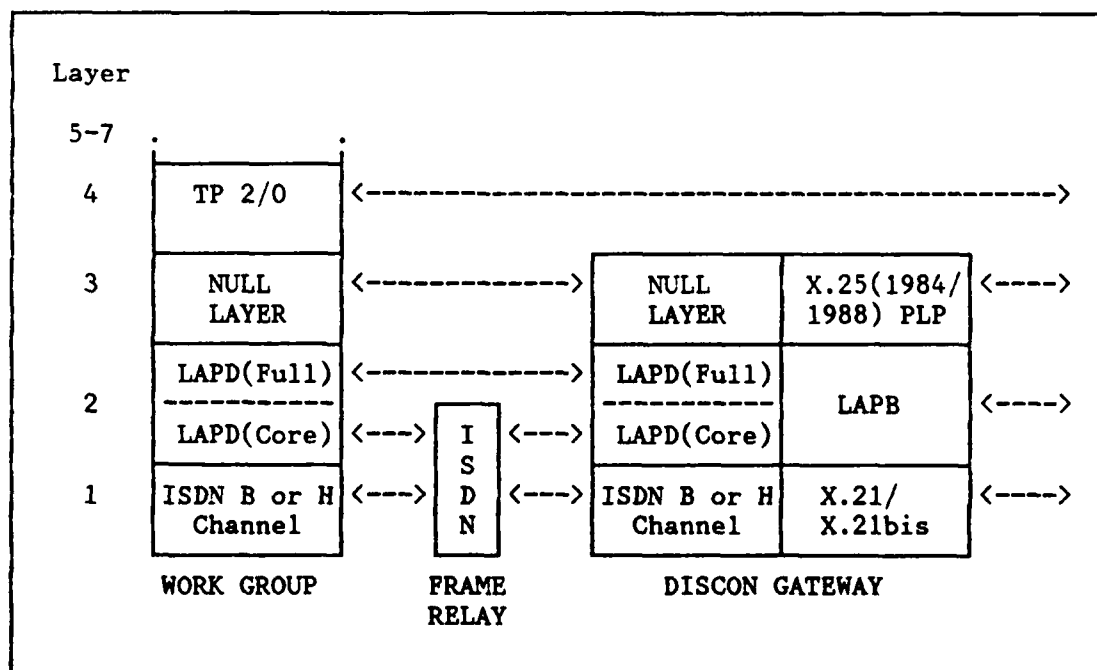 Layer
5-7
4 TP 2/0 <---------------------------------->
3 NULL <----------> NULL X.25(1984/ <---->
LAYER LAYER 1988) PLP
LAPD(Full) <----------> LAPD(Full)
2 LAPB <---->
LAPD(Core) <---> I <---> LAPD(Core)
S
1 ISDN B or H <---> D <---> ISDN B or H X.21/ <---->
Channel N Channel X.21bis
WORK GROUP FRAME DISCON GATEWAY
RELAY